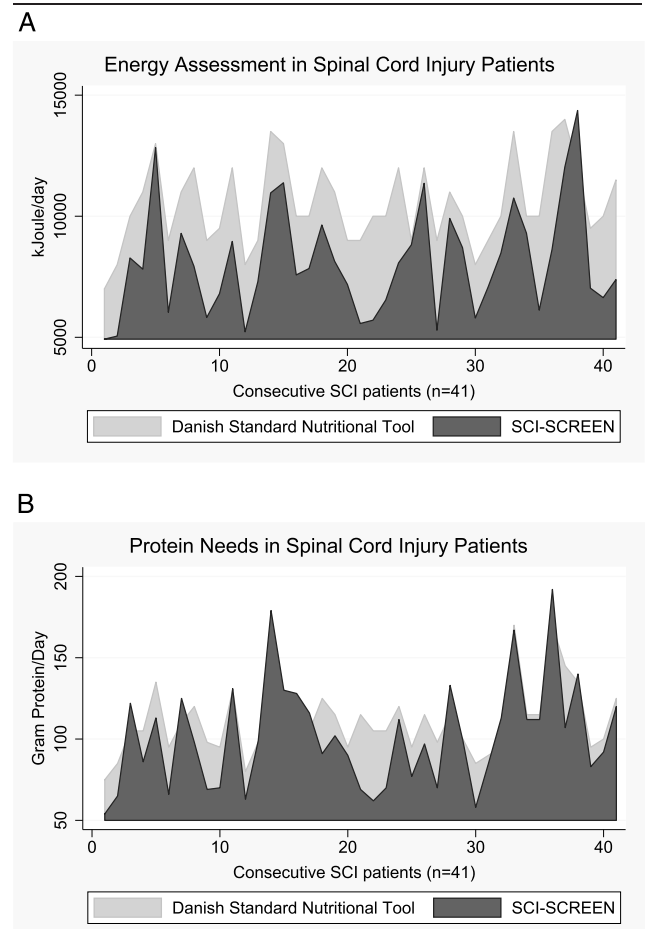 A
Energy Assessment in Spinal Cord Injury Patients
15000
10000
5000
kJoule/day
0 10 20 30 40
Consecutive SCI patients (n=41)
Danish Standard Nutritional Tool SCI-SCREEN
B
Protein Needs in Spinal Cord Injury Patients
200
150
100
50
Gram Protein/Day
0 10 20 30 40
Consecutive SCI patients (n=41)
Danish Standard Nutritional Tool SCI-SCREEN